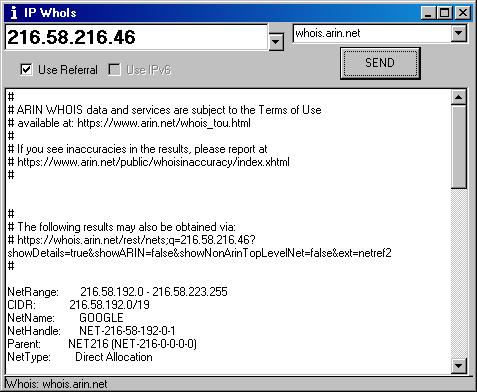 IP WhoIs
216.58.216.46
whois.arin.net
Use Referral
Use IPv6
SEND
#
# ARIN WHOIS data and services are subject to the Terms of Use
# available at: https://www.arin.net/whois_tou.html
#
# If you see inaccuracies in the results, please report at
# https://www.arin.net/public/whoisinaccuracy/index.xhtml
#
#
# The following results may also be obtained via:
# https://whois.arin.net/rest/nets;q=216.58.216.46?
showDetails=true&showARIN=false&showNonArinTopLevelNet=false&ext=netref2
#
NetRange: 216.58.192.0 - 216.58.223.255
CIDR: 216.58.192.0/19
NetName: GOOGLE
NetHandle: NET-216-58-192-0-1
Parent: NET216 (NET-216-0-0-0-0)
NetType: Direct Allocation
Whois: whois.arin.net